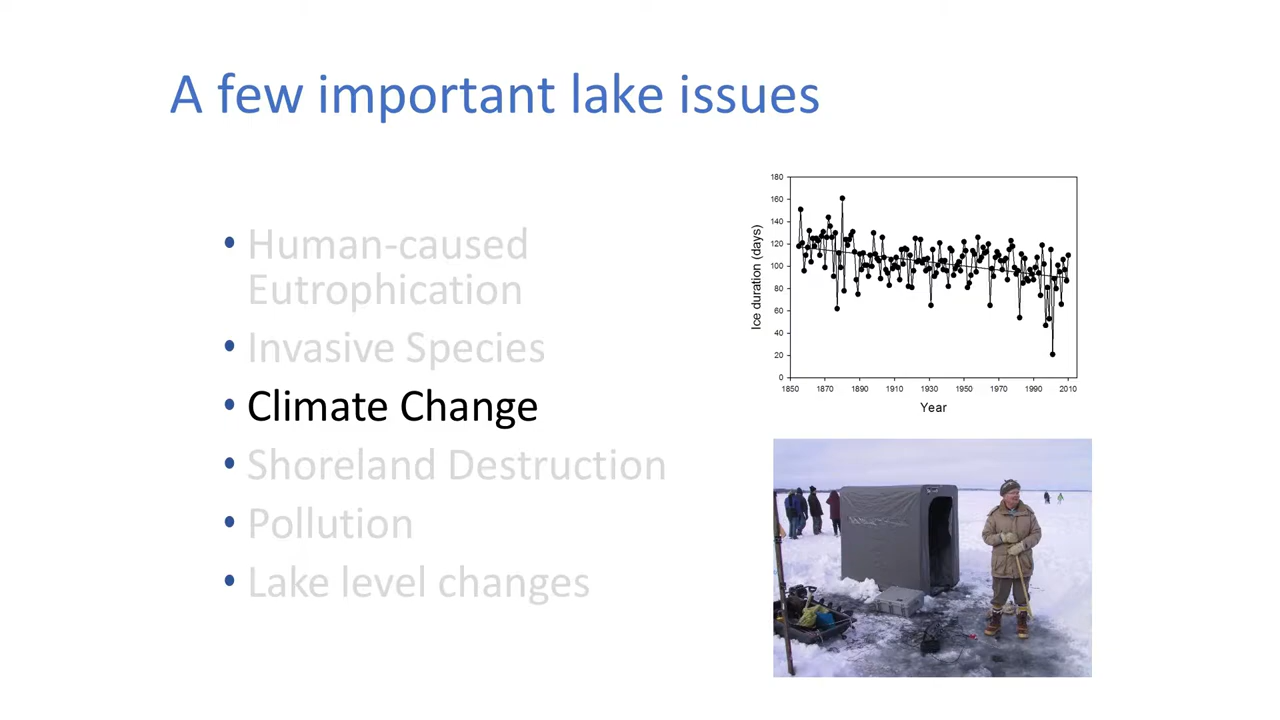 A few important lake issues
• Human-caused
Eutrophication
• Invasive Species
• Climate Change
• Shoreland Destruction
• Pollution
• Lake level changes
180
160
140
120
100
80
60
40
20
0
Ice duration (days)
1850 1870 1890 1910 1930 1950 1970 1990 2010
Year